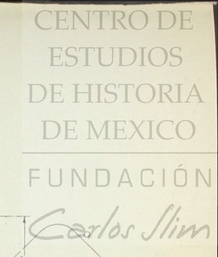 CENTRO DE
ESTUDIOS
DE HISTORIA
DE MEXICO
FUNDACIÓN
Carlos Slim